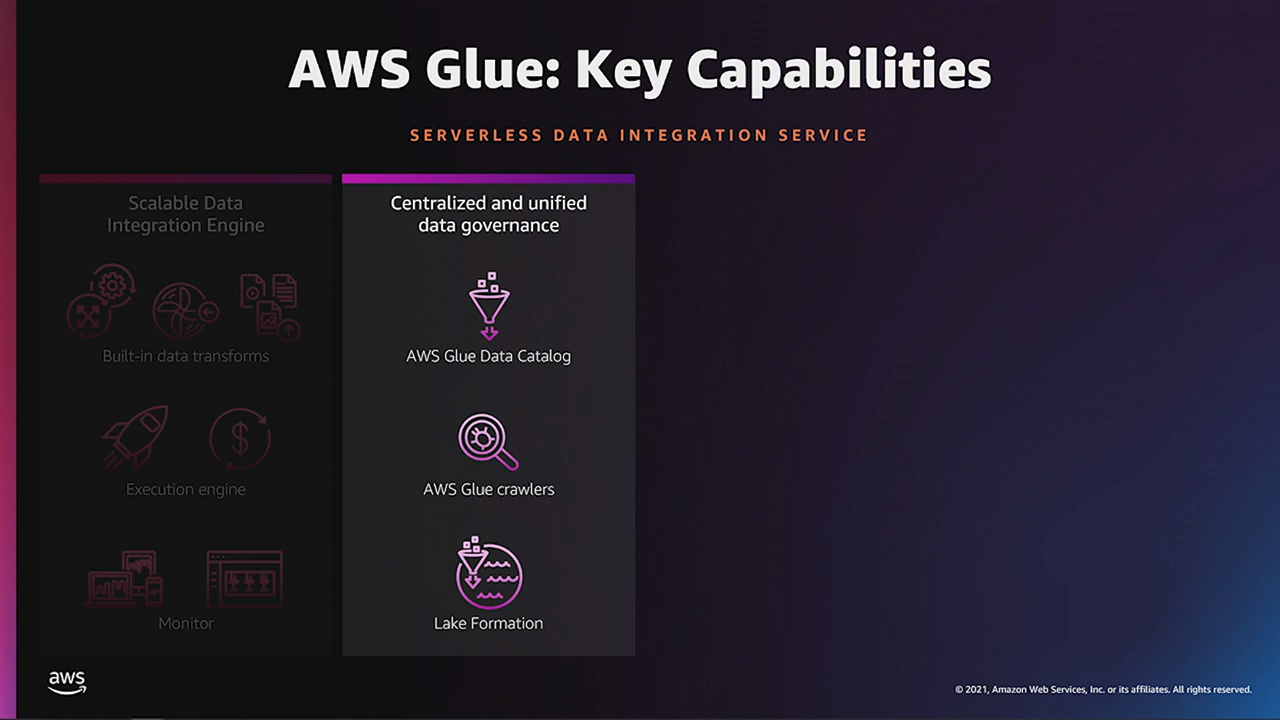 AWS Glue: Key Capabilities
SERVERLESS DATA INTEGRATION SERVICE
Scalable Data
Integration Engine
Built-in data transforms
Execution engine
Monitor
Centralized and unified
data governance
AWS Glue Data Catalog
AWS Glue crawlers
Lake Formation
aws
© 2021, Amazon Web Services, Inc. or its affiliates. All rights reserved.